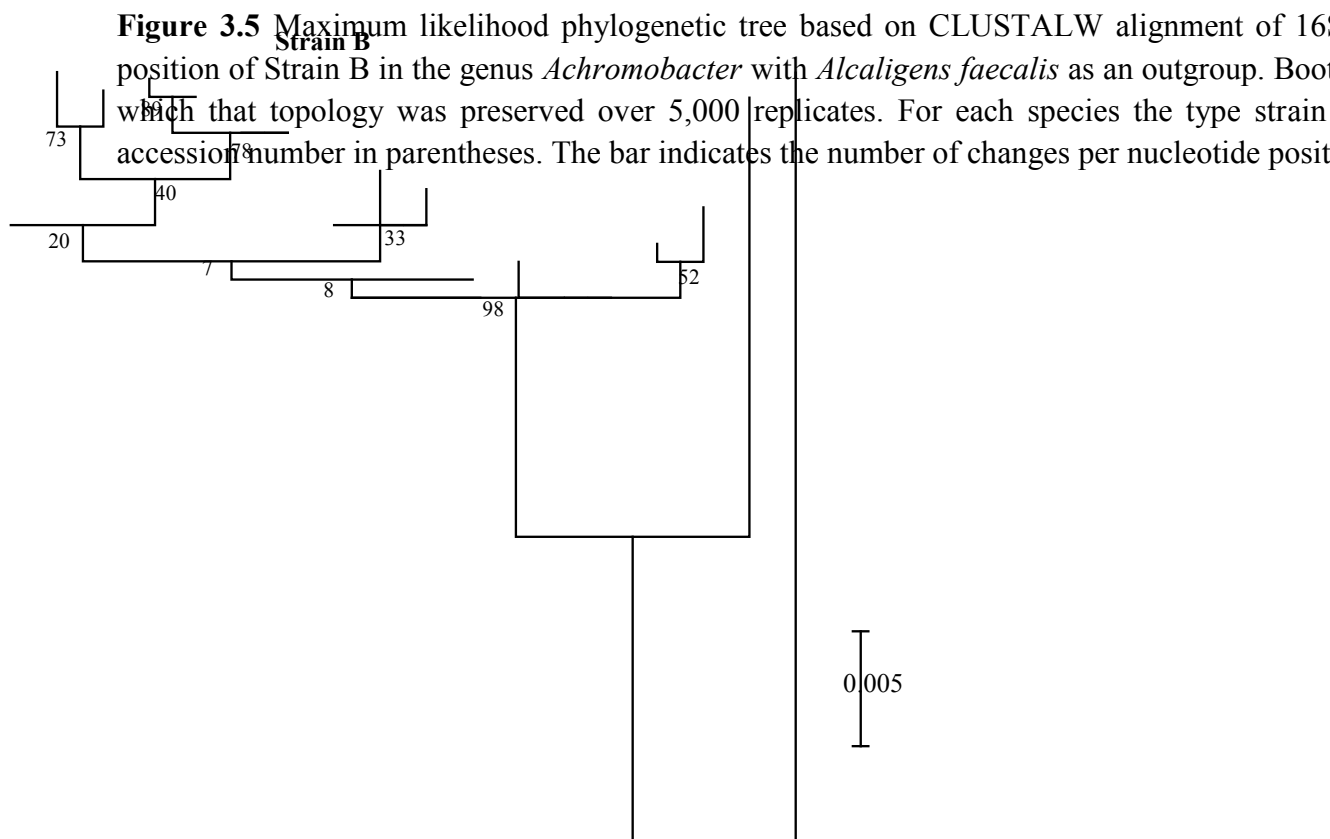 Figure 3.5 Maximum likelihood phylogenetic tree based on CLUSTALW alignment of 16S
Strain B
position of Strain B in the genus Achromobacter with Alcaligens faecalis as an outgroup. Boot
which that topology was preserved over 5,000 replicates. For each species the type strain
accession number in parentheses. The bar indicates the number of changes per nucleotide posit
89
73
78
40
20
33
7
52
8
98
0.005